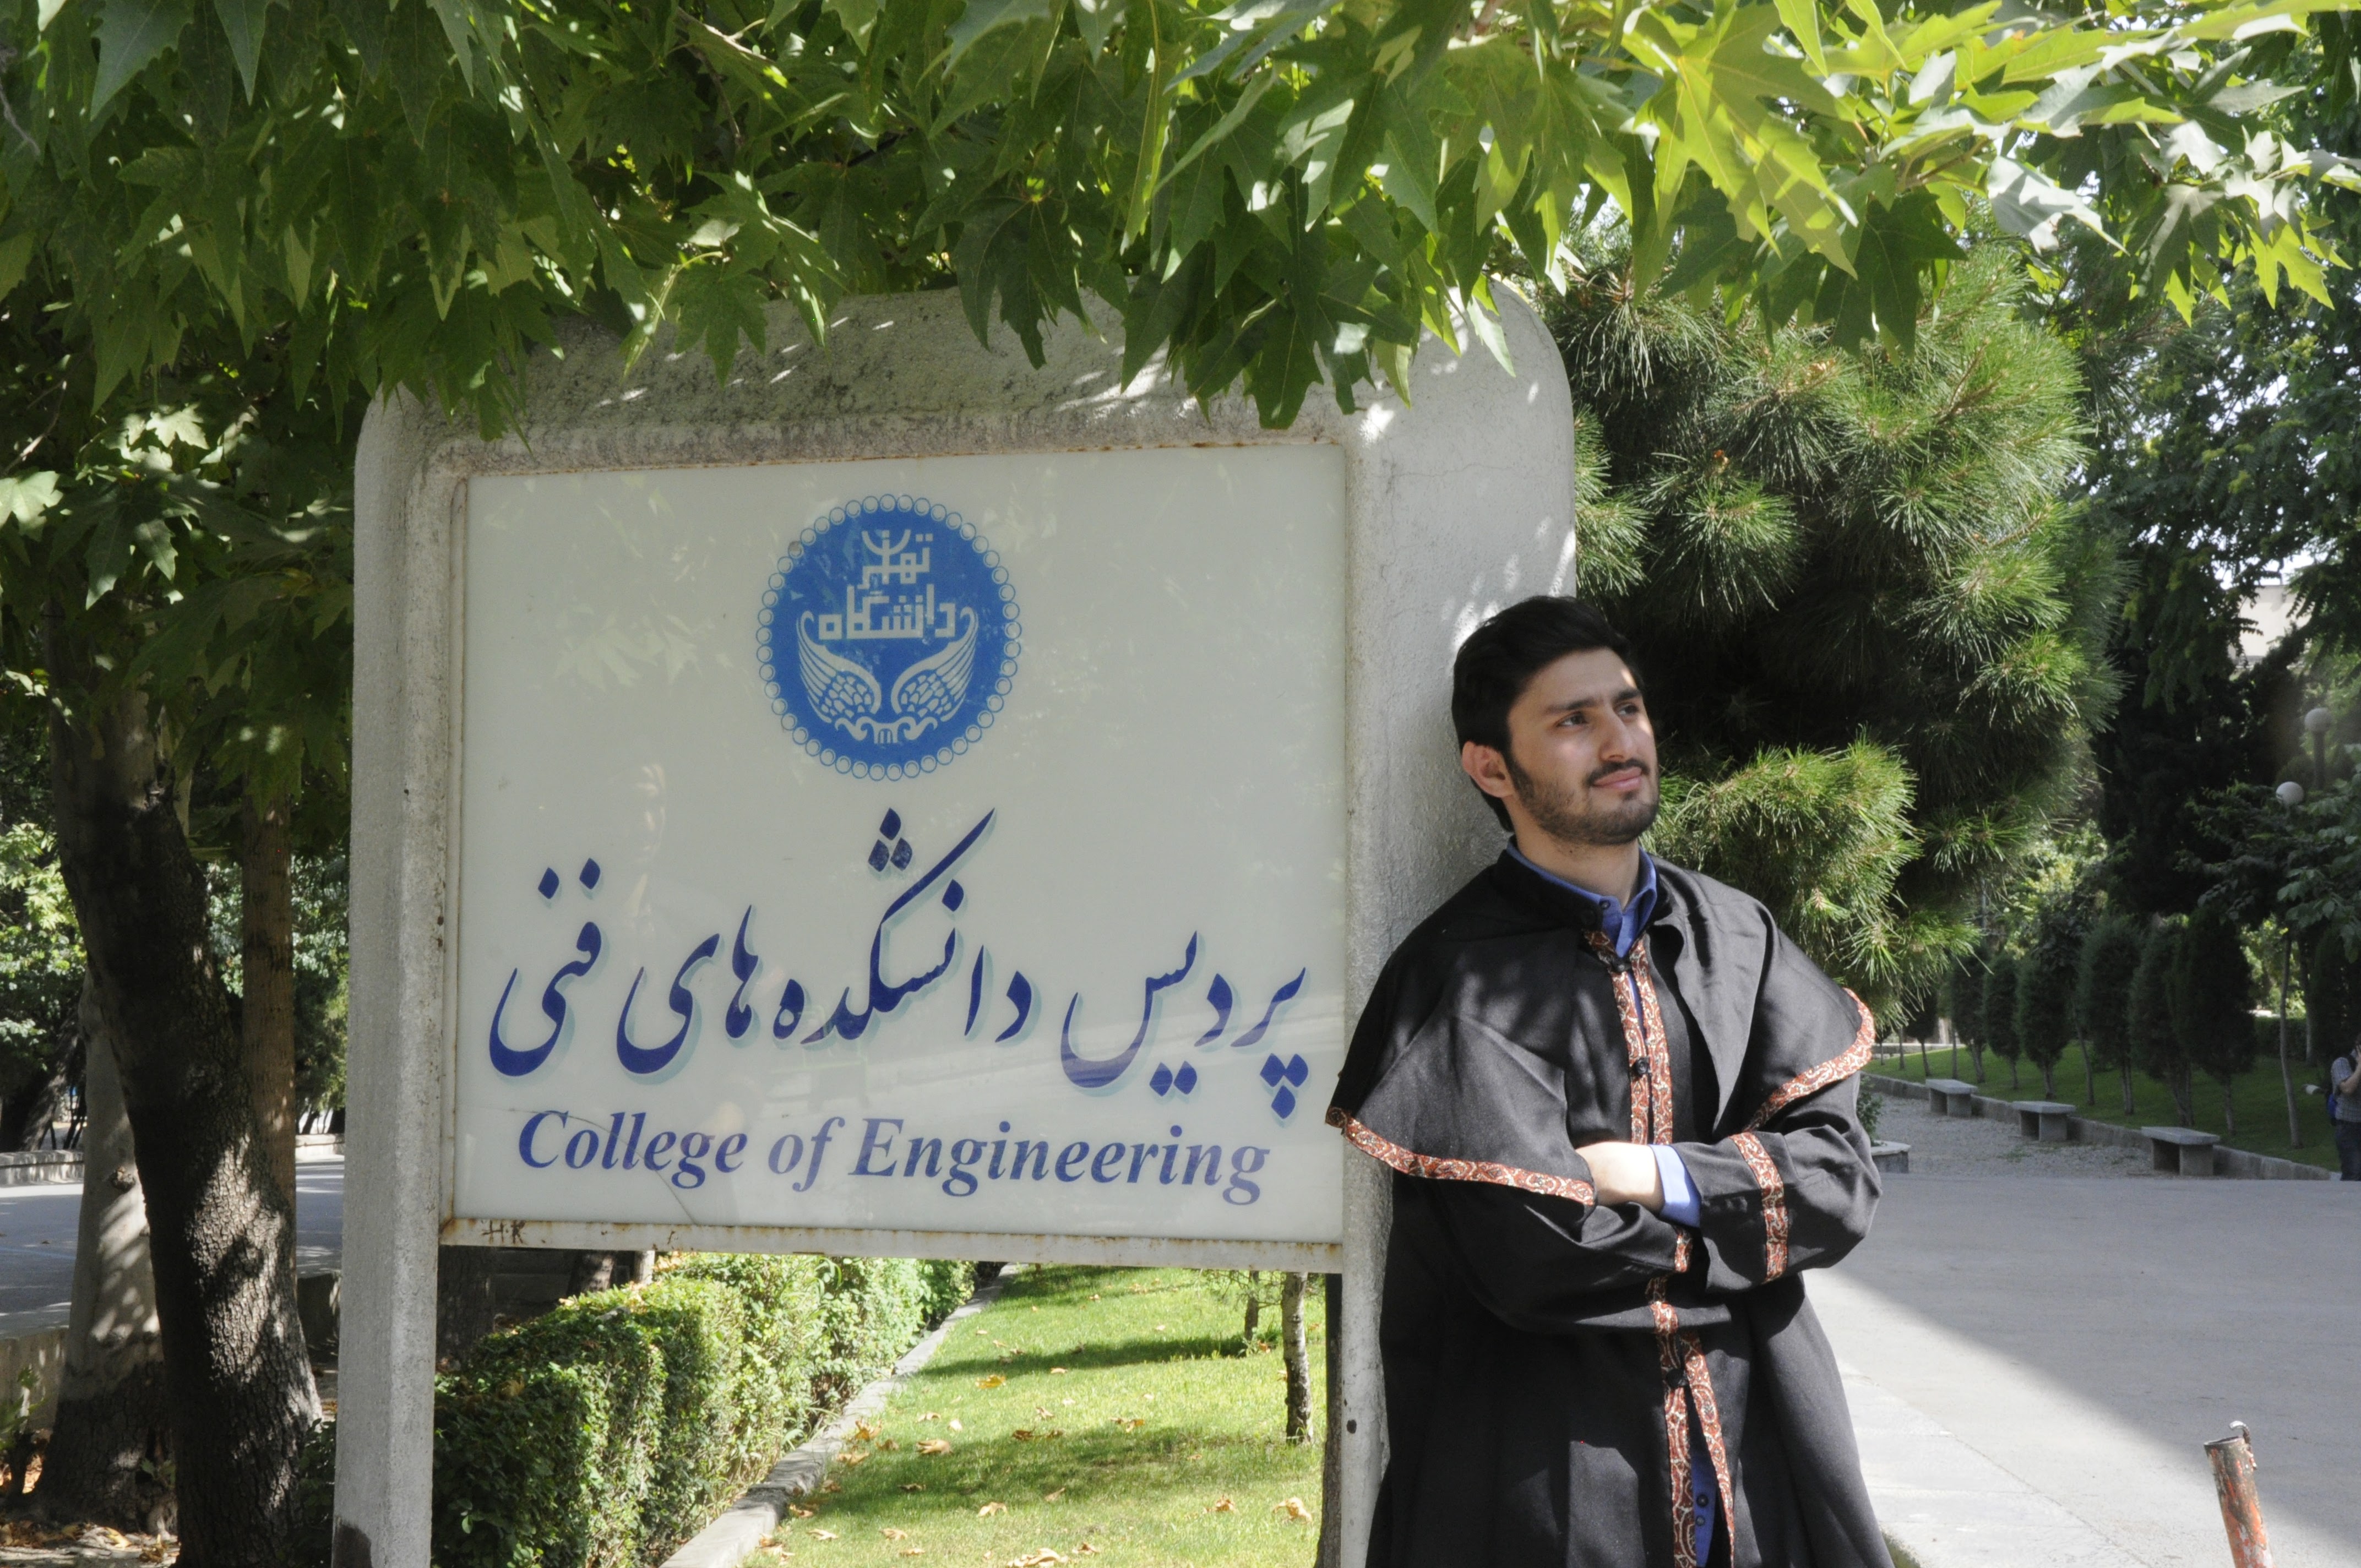 تهران
دانشگاه
پردیس دانشکده های فنی
College of Engineering
H.K